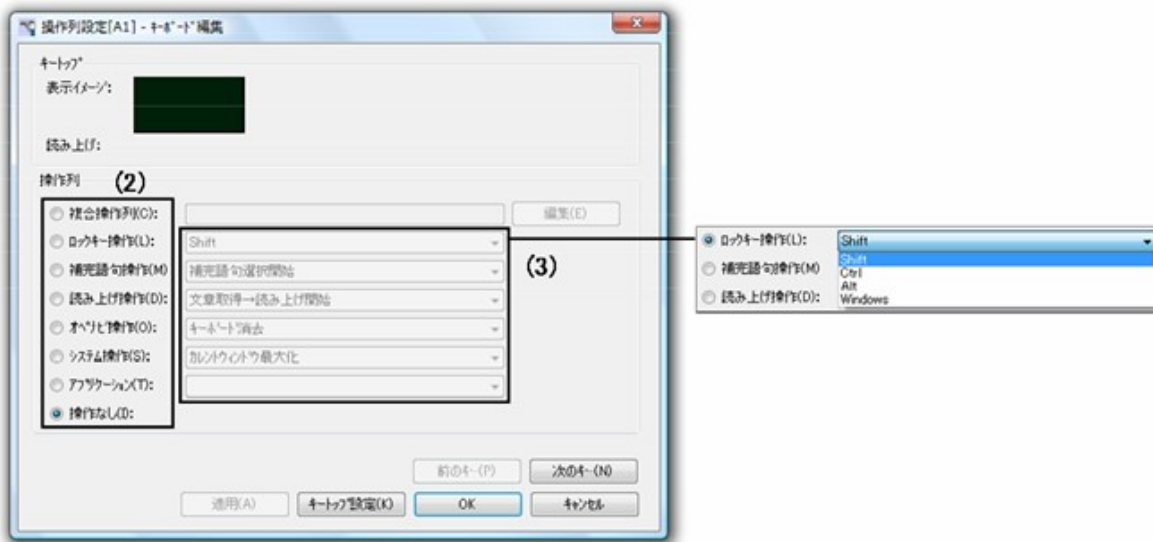 操作列設定[A1] - キーボード編集
キートップ
表示イメージ:
読み上げ:
操作列
(2)
複合操作列(C):
編集(E)
ロックキー操作(L):
Shift
補完語句操作(M)
補完語句選択開始
(3)
読み上げ操作(D):
文章取得→読み上げ開始
オペナビ操作(O):
キーボード消去
システム操作(S):
カレントウィンドウ最大化
アプリケーション(T):
操作なし(I):
前のキー(P)
次のキー(N)
適用(A)
キートップ設定(K)
OK
キャンセル
ロックキー操作(L):
Shift
Shift
補完語句操作(M)
Ctrl
Alt
読み上げ操作(D):
Windows